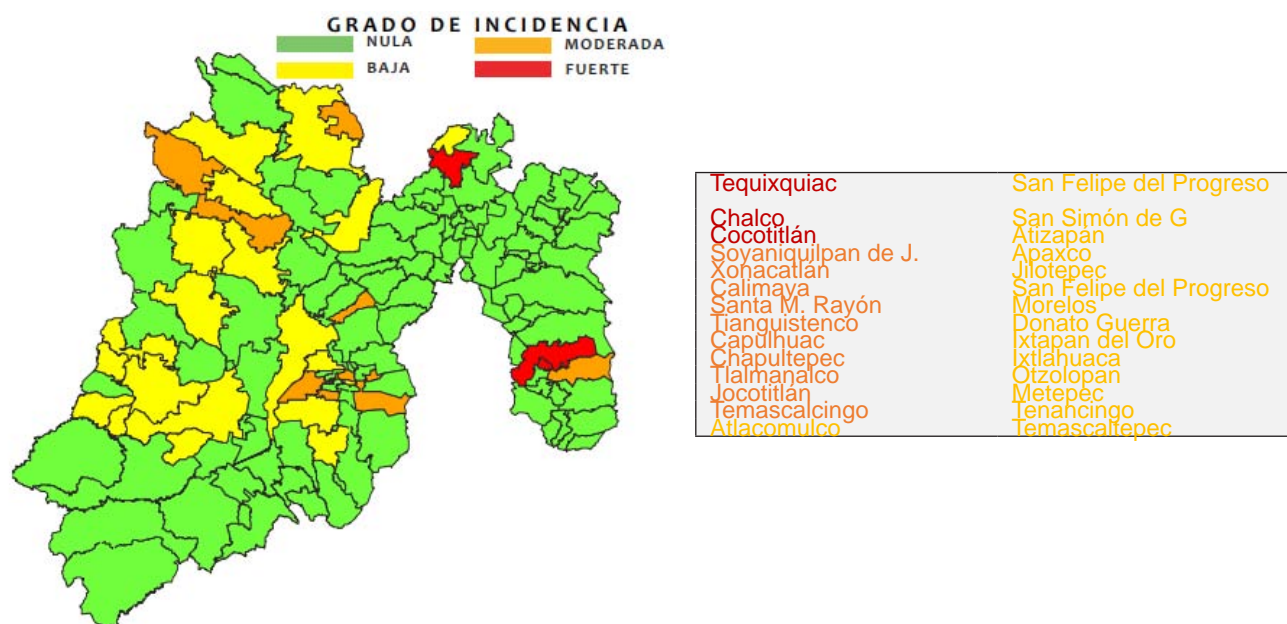 GRADO DE INCIDENCIA
NULA
MODERADA
BAJA
FUERTE
Tequixquiac
San Felipe del Progreso
Chalco
San Simón de G
Cocotitlán
Atizapán
Soyaniquilpan de J.
Apaxco
Xonacatlán
Jilotepec
Calimaya
San Felipe del Progreso
Santa M. Rayón
Morelos
Tianguistenco
Donato Guerra
Capulhuac
Ixtapan del Oro
Chapultepec
Ixtlahuaca
Tlalmanalco
Otzolopan
Jocotitlán
Metepec
Temascalcingo
Tenancingo
Atlacomulco
Temascaltepec